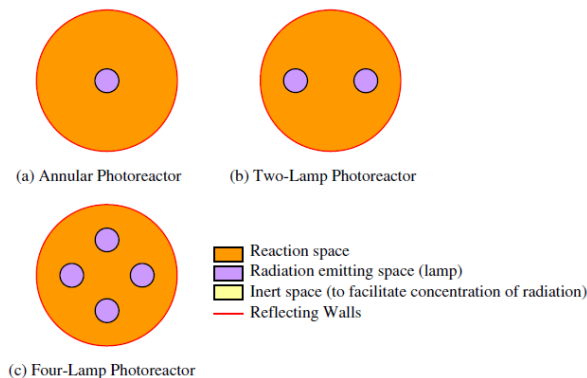 (a) Annular Photoreactor
(b) Two-Lamp Photoreactor
Reaction space
Radiation emitting space (lamp)
Inert space (to facilitate concentration of radiation)
Reflecting Walls
(c) Four-Lamp Photoreactor